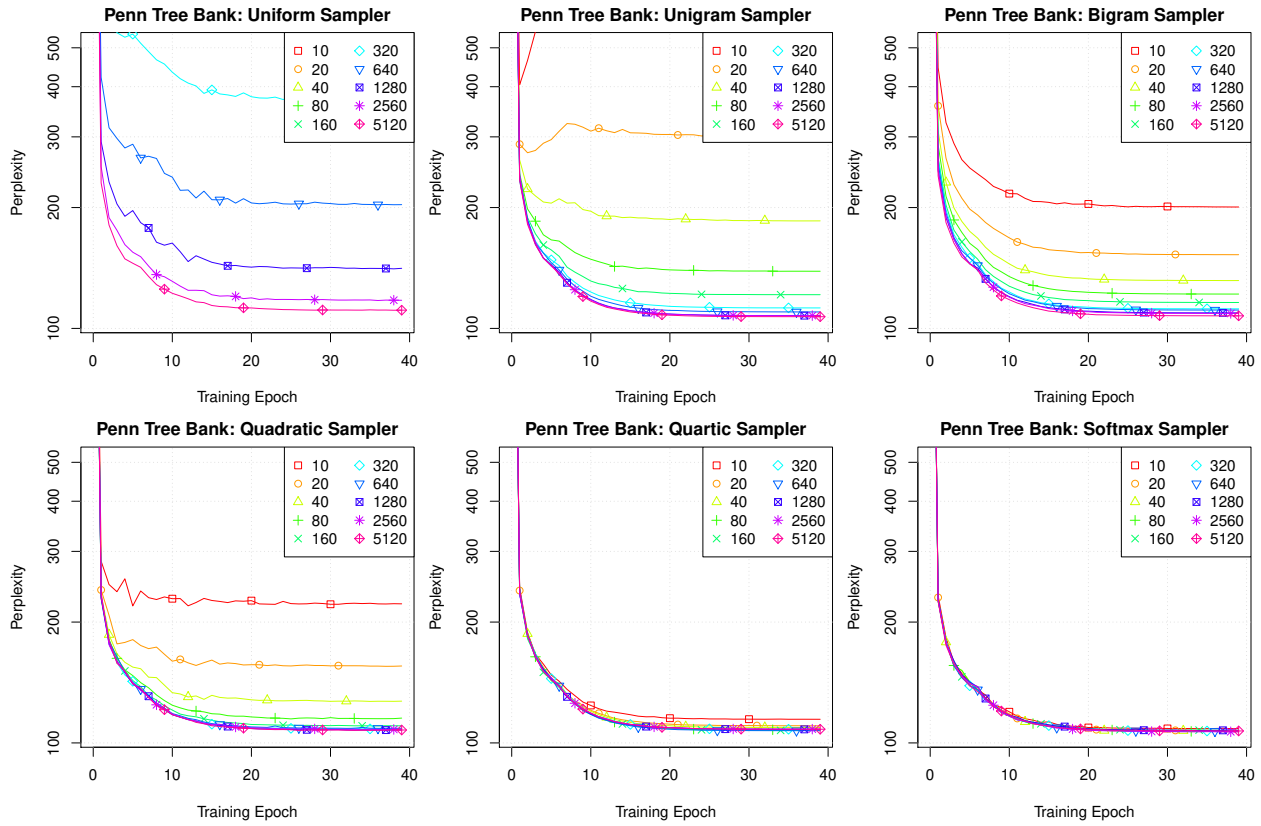 Penn Tree Bank: Uniform Sampler
Perplexity
500
400
300
200
100
10 320
20 640
40 1280
80 2560
160 5120
0 10 20 30 40
Training Epoch
Penn Tree Bank: Unigram Sampler
Perplexity
500
400
300
200
100
10 320
20 640
40 1280
80 2560
160 5120
0 10 20 30 40
Training Epoch
Penn Tree Bank: Bigram Sampler
Perplexity
500
400
300
200
100
10 320
20 640
40 1280
80 2560
160 5120
0 10 20 30 40
Training Epoch
Penn Tree Bank: Quadratic Sampler
Perplexity
500
400
300
200
100
10 320
20 640
40 1280
80 2560
160 5120
0 10 20 30 40
Training Epoch
Penn Tree Bank: Quartic Sampler
Perplexity
500
400
300
200
100
10 320
20 640
40 1280
80 2560
160 5120
0 10 20 30 40
Training Epoch
Penn Tree Bank: Softmax Sampler
Perplexity
500
400
300
200
100
10 320
20 640
40 1280
80 2560
160 5120
0 10 20 30 40
Training Epoch